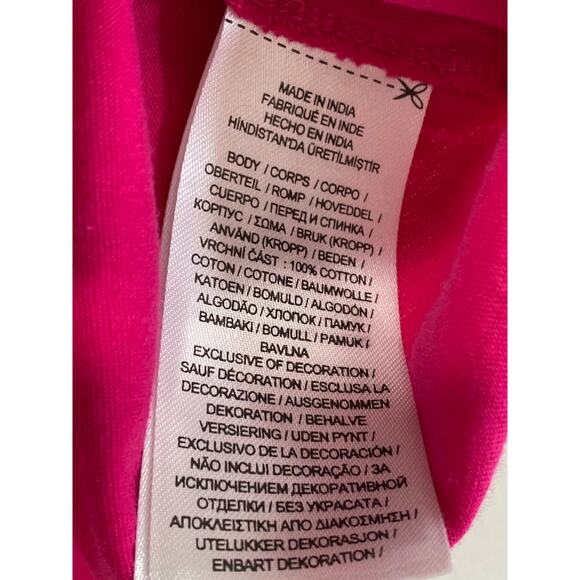 MADE IN INDIA
FABRIQUÉ EN INDE
HECHO EN INDIA
HİNDİSTAN'DA ÜRETİLMİŞTİR
BODY / CORPS / CORPO /
OBERTEIL / ROMP / HOVEDDEL /
CUERPO / ПЕРЕД И СПИНКА /
КОРПУС / ΣΩΜΑ / BRUK (KROPP) /
ANVÄND (KROPP) / BEDEN /
VRCHNÍ ČÁST : 100% COTTON /
COTON / COTONE / BAUMWOLLE /
KATOEN / BOMULD / ALGODÓN /
ALGODÃO / ХЛОПОК / ПАМУК /
BAMBAKI / BOMULL / PAMUK /
BAVLNA
EXCLUSIVE OF DECORATION /
SAUF DÉCORATION / ESCLUSA LA
DECORAZIONE / AUSGENOMMEN
DEKORATION / BEHALVE
VERSIERING / UDEN PYNT /
EXCLUSIVO DE LA DECORACIÓN /
NÃO INCLUI DECORAÇÃO / ЗА
ИСКЛЮЧЕНИЕМ ДЕКОРАТИВНОЙ
ОТДЕЛКИ / БЕЗ УКРАСАТА /
ΑΠΟΚΛΕΙΣΤΙΚΗ ΑΠΟ ΔΙΑΚΟΣΜΗΣΗ /
UTELUKKER DEKORASJON /
ENBART DEKORATION /